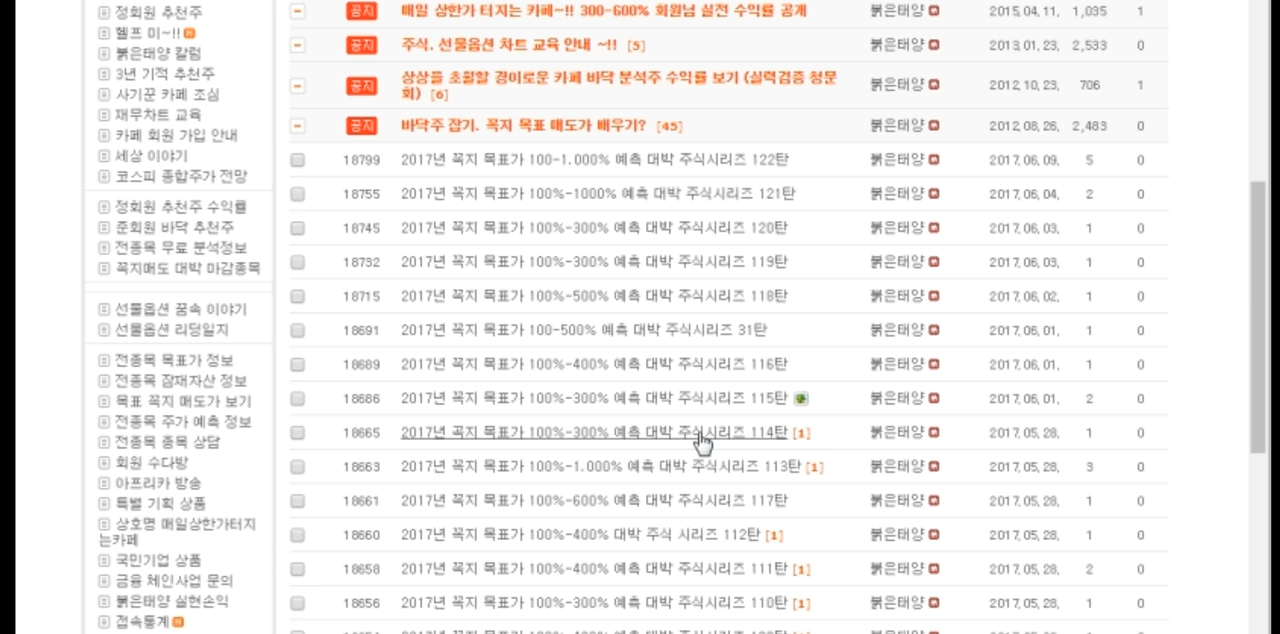 정회원 추천주
헬프 미~!!
붉은태양 칼럼
3년 기적 추천주
사기꾼 카페 조심
재무차트 교육
카페 회원 가입 안내
세상 이야기
코스피 종합주가 전망
정회원 추천주 수익률
준회원 바닥 추천주
전종목 무료 분석정보
꼭지매도 대박 마감종목
선물옵션 꿈속 이야기
선물옵션 리딩일지
전종목 목표가 정보
전종목 잠재자산 정보
목표 꼭지 매도가 보기
전종목 주가 예측 정보
전종목 종목 상담
회원 수다방
아프리카 방송
특별 기획 상품
상호명 매일상한가터지
는카페
국민기업 상품
금융 체인사업 문의
붉은태양 실현손익
접속통계
공지 매일 상한가 터지는 카페~!! 300-600% 회원님 실전 수익률 공개 붉은태양 2015.04.11. 1,035 1
공지 주식. 선물옵션 차트 교육 안내 ~!! [5] 붉은태양 2013.01.23. 2,533 0
공지 상상을 초월할 경이로운 카페 바닥 분석주 수익률 보기 (실력검증 청문
회) [6] 붉은태양 2012.10.23. 706 1
공지 바닥주 잡기. 꼭지 목표 매도가 배우기? [45] 붉은태양 2012.08.26. 2,483 0
18799 2017년 꼭지 목표가 100-1.000% 예측 대박 주식시리즈 122탄 붉은태양 2017.06.09. 5 0
18755 2017년 꼭지 목표가 100%-1000% 예측 대박 주식시리즈 121탄 붉은태양 2017.06.04. 2 0
18745 2017년 꼭지 목표가 100%-300% 예측 대박 주식시리즈 120탄 붉은태양 2017.06.03. 1 0
18732 2017년 꼭지 목표가 100%-300% 예측 대박 주식시리즈 119탄 붉은태양 2017.06.03. 1 0
18715 2017년 꼭지 목표가 100%-500% 예측 대박 주식시리즈 118탄 붉은태양 2017.06.02. 1 0
18691 2017년 꼭지 목표가 100-500% 예측 대박 주식시리즈 31탄 붉은태양 2017.06.01. 1 0
18689 2017년 꼭지 목표가 100%-400% 예측 대박 주식시리즈 116탄 붉은태양 2017.06.01. 1 0
18686 2017년 꼭지 목표가 100%-300% 예측 대박 주식시리즈 115탄 붉은태양 2017.06.01. 2 0
18665 2017년 꼭지 목표가 100%-300% 예측 대박 주식시리즈 114탄 [1] 붉은태양 2017.05.28. 1 0
18663 2017년 꼭지 목표가 100%-1.000% 예측 대박 주식시리즈 113탄 [1] 붉은태양 2017.05.28. 3 0
18661 2017년 꼭지 목표가 100%-600% 예측 대박 주식시리즈 117탄 붉은태양 2017.05.28. 1 0
18660 2017년 꼭지 목표가 100%-400% 대박 주식 시리즈 112탄 [1] 붉은태양 2017.05.28. 1 0
18658 2017년 꼭지 목표가 100%-400% 예측 대박 주식시리즈 111탄 [1] 붉은태양 2017.05.28. 2 0
18656 2017년 꼭지 목표가 100%-300% 예측 대박 주식시리즈 110탄 [1] 붉은태양 2017.05.28. 1 0